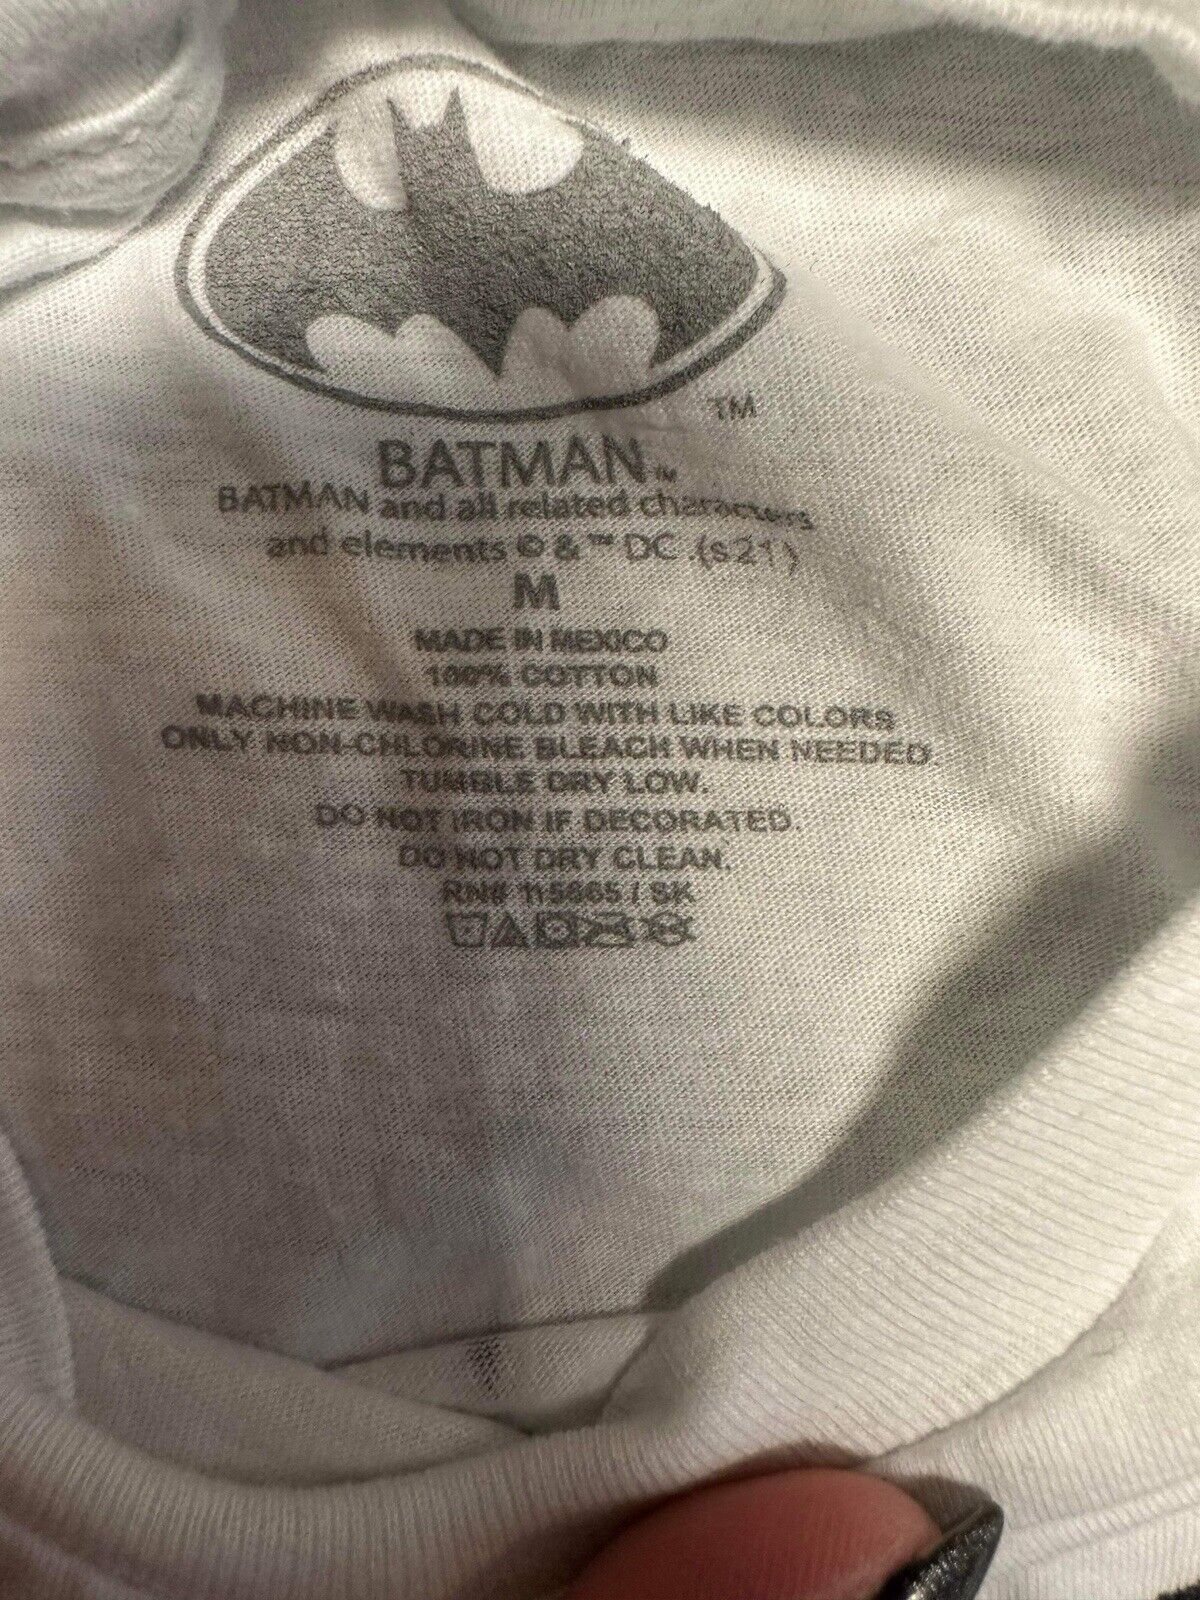 TM
BATMAN™
BATMAN and all related characters
and elements © & ™ DC .(s21)
M
MADE IN MEXICO
100% COTTON
MACHINE WASH COLD WITH LIKE COLORS
ONLY NON-CHLORINE BLEACH WHEN NEEDED.
TUMBLE DRY LOW.
DO NOT IRON IF DECORATED.
DO NOT DRY CLEAN.
RN# 115865 / SK